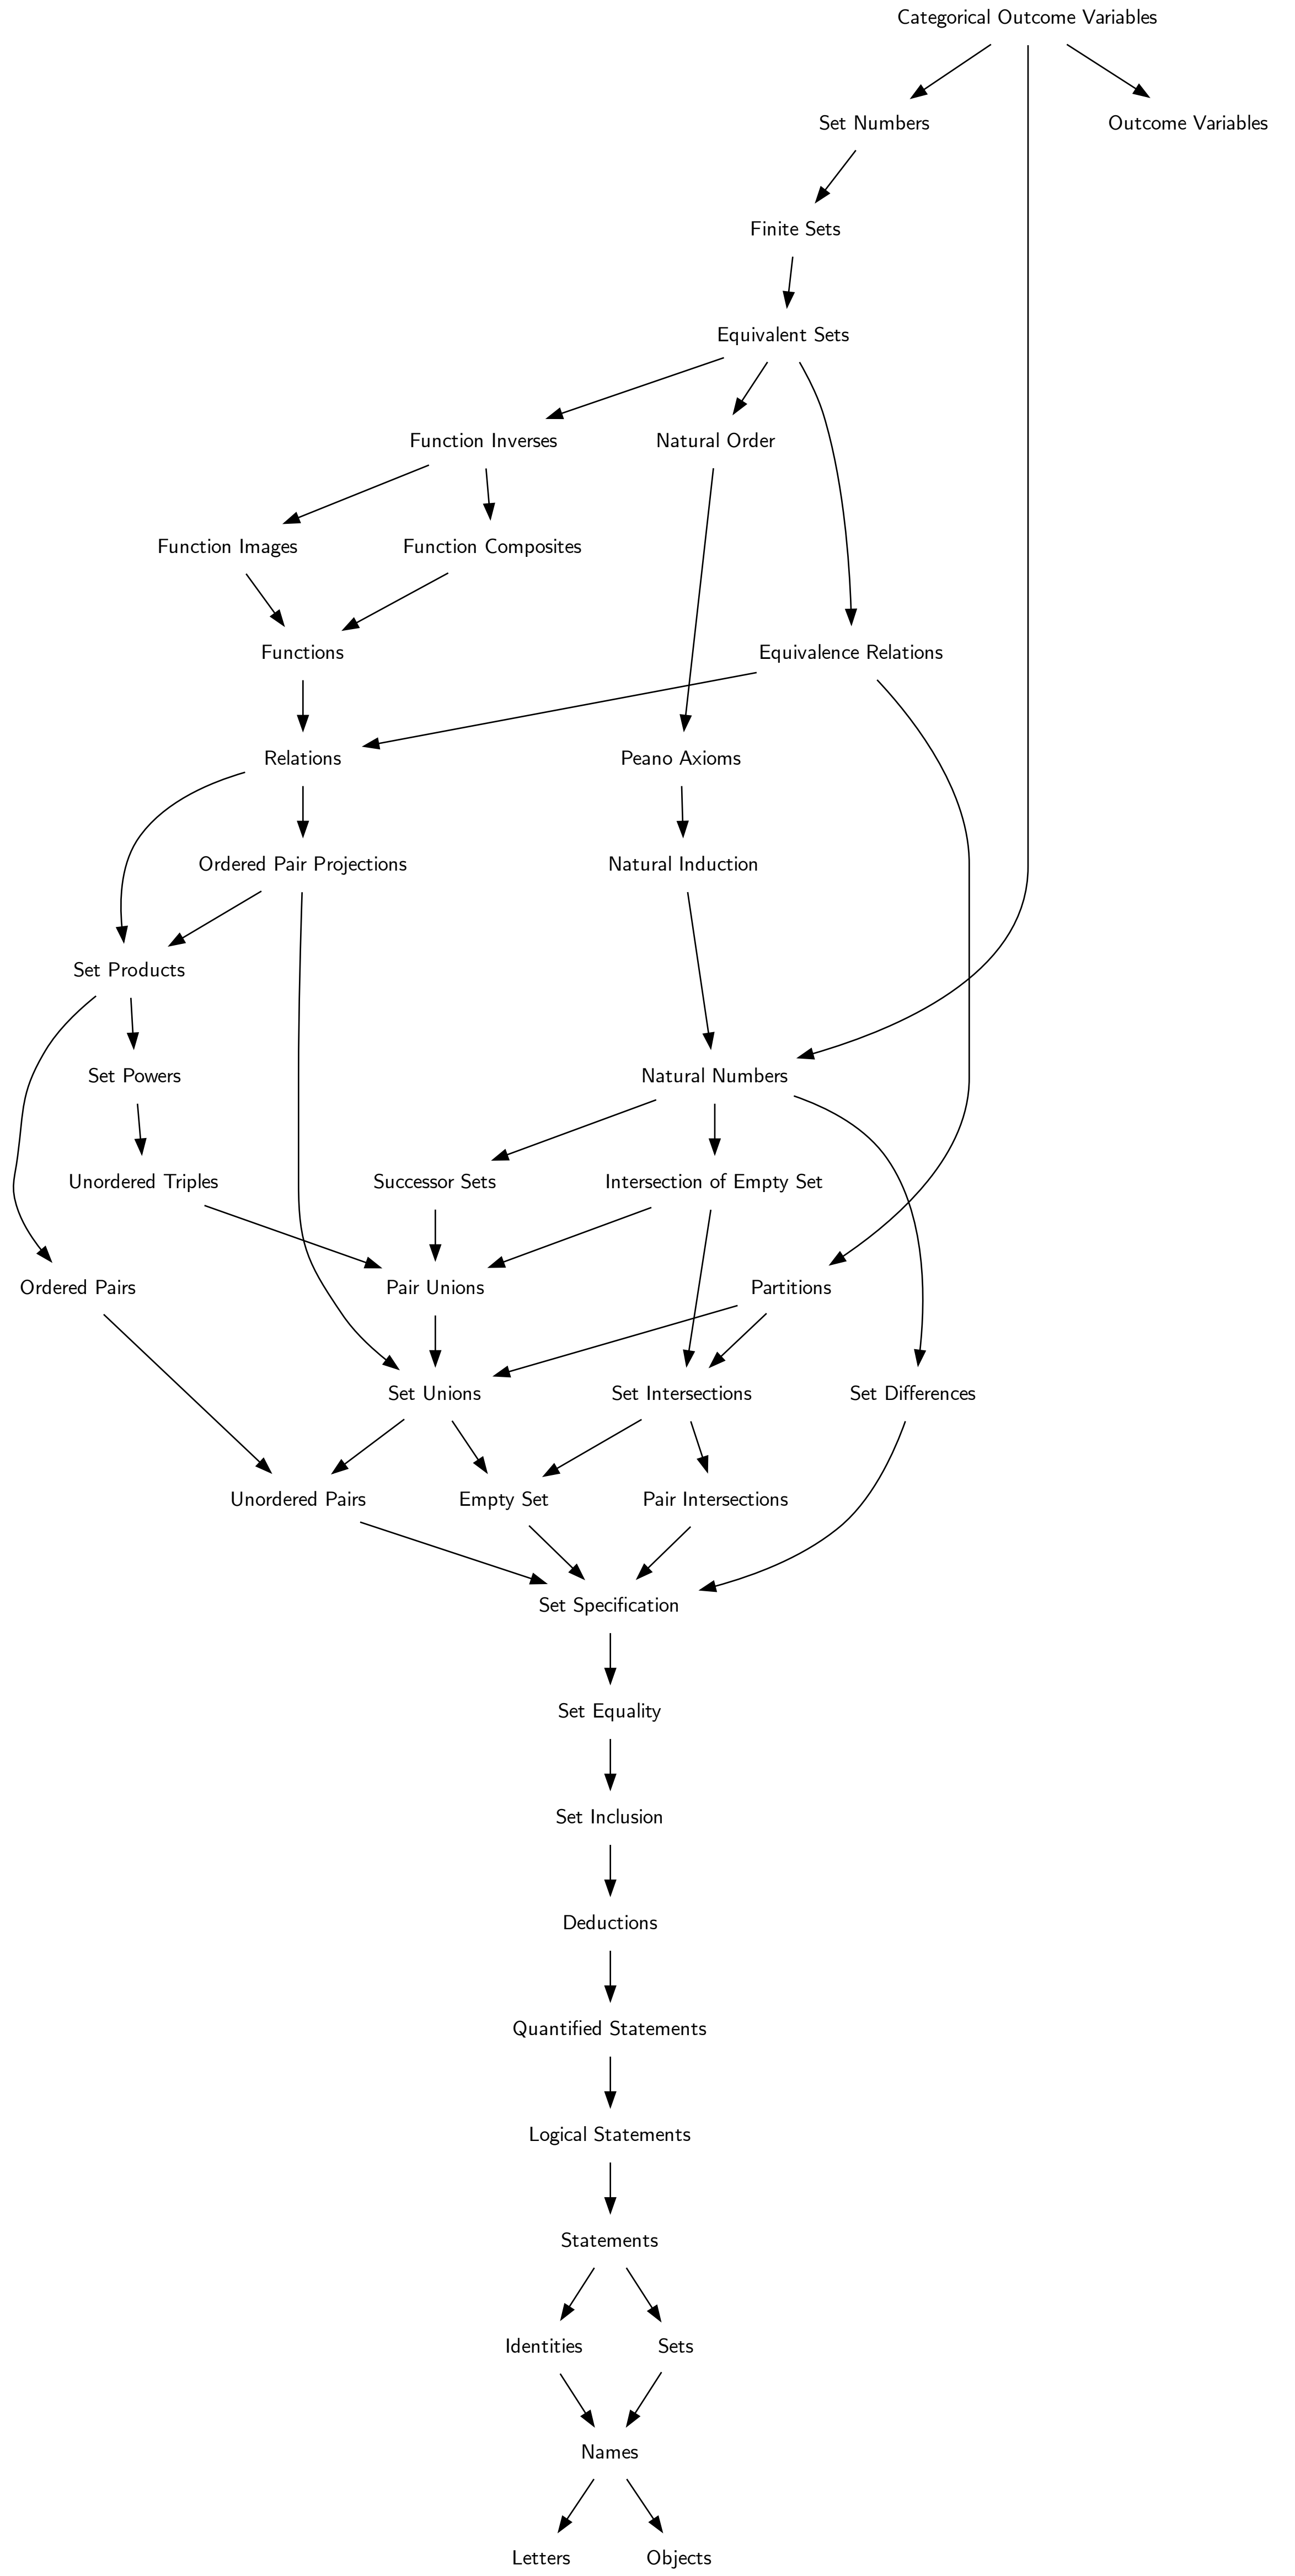 Categorical Outcome Variables
Set Numbers
Outcome Variables
Finite Sets
Equivalent Sets
Function Inverses
Natural Order
Function Images
Function Composites
Functions
Equivalence Relations
Relations
Peano Axioms
Ordered Pair Projections
Natural Induction
Set Products
Set Powers
Natural Numbers
Unordered Triples
Successor Sets
Intersection of Empty Set
Ordered Pairs
Pair Unions
Partitions
Set Unions
Set Intersections
Set Differences
Unordered Pairs
Empty Set
Pair Intersections
Set Specification
Set Equality
Set Inclusion
Deductions
Quantified Statements
Logical Statements
Statements
Identities
Sets
Names
Letters
Objects